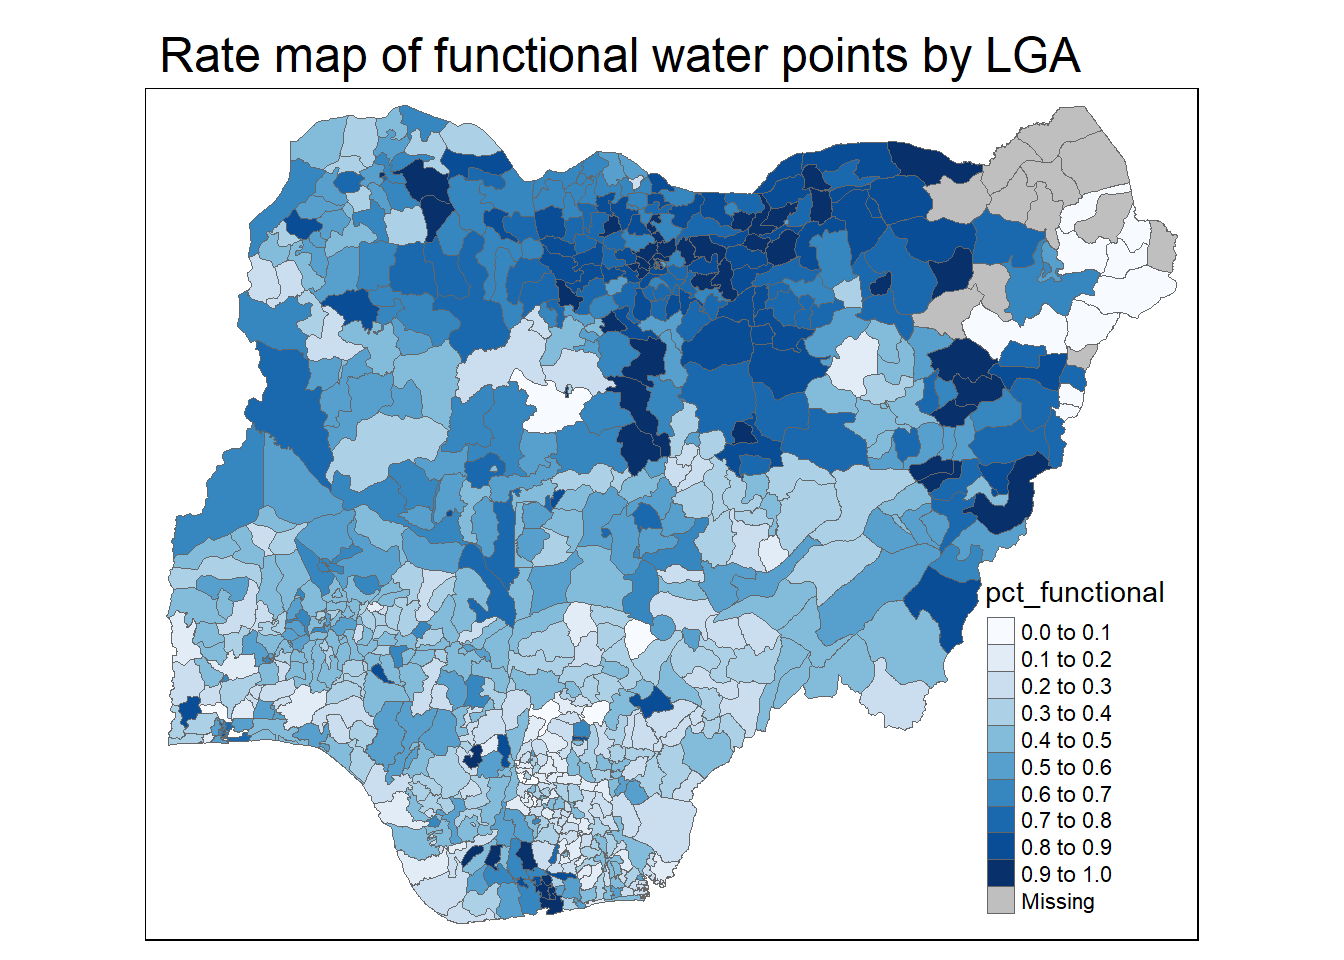 Rate map of functional water points by LGA
pct_functional
0.0 to 0.1
0.1 to 0.2
0.2 to 0.3
0.3 to 0.4
0.4 to 0.5
0.5 to 0.6
0.6 to 0.7
0.7 to 0.8
0.8 to 0.9
0.9 to 1.0
Missing